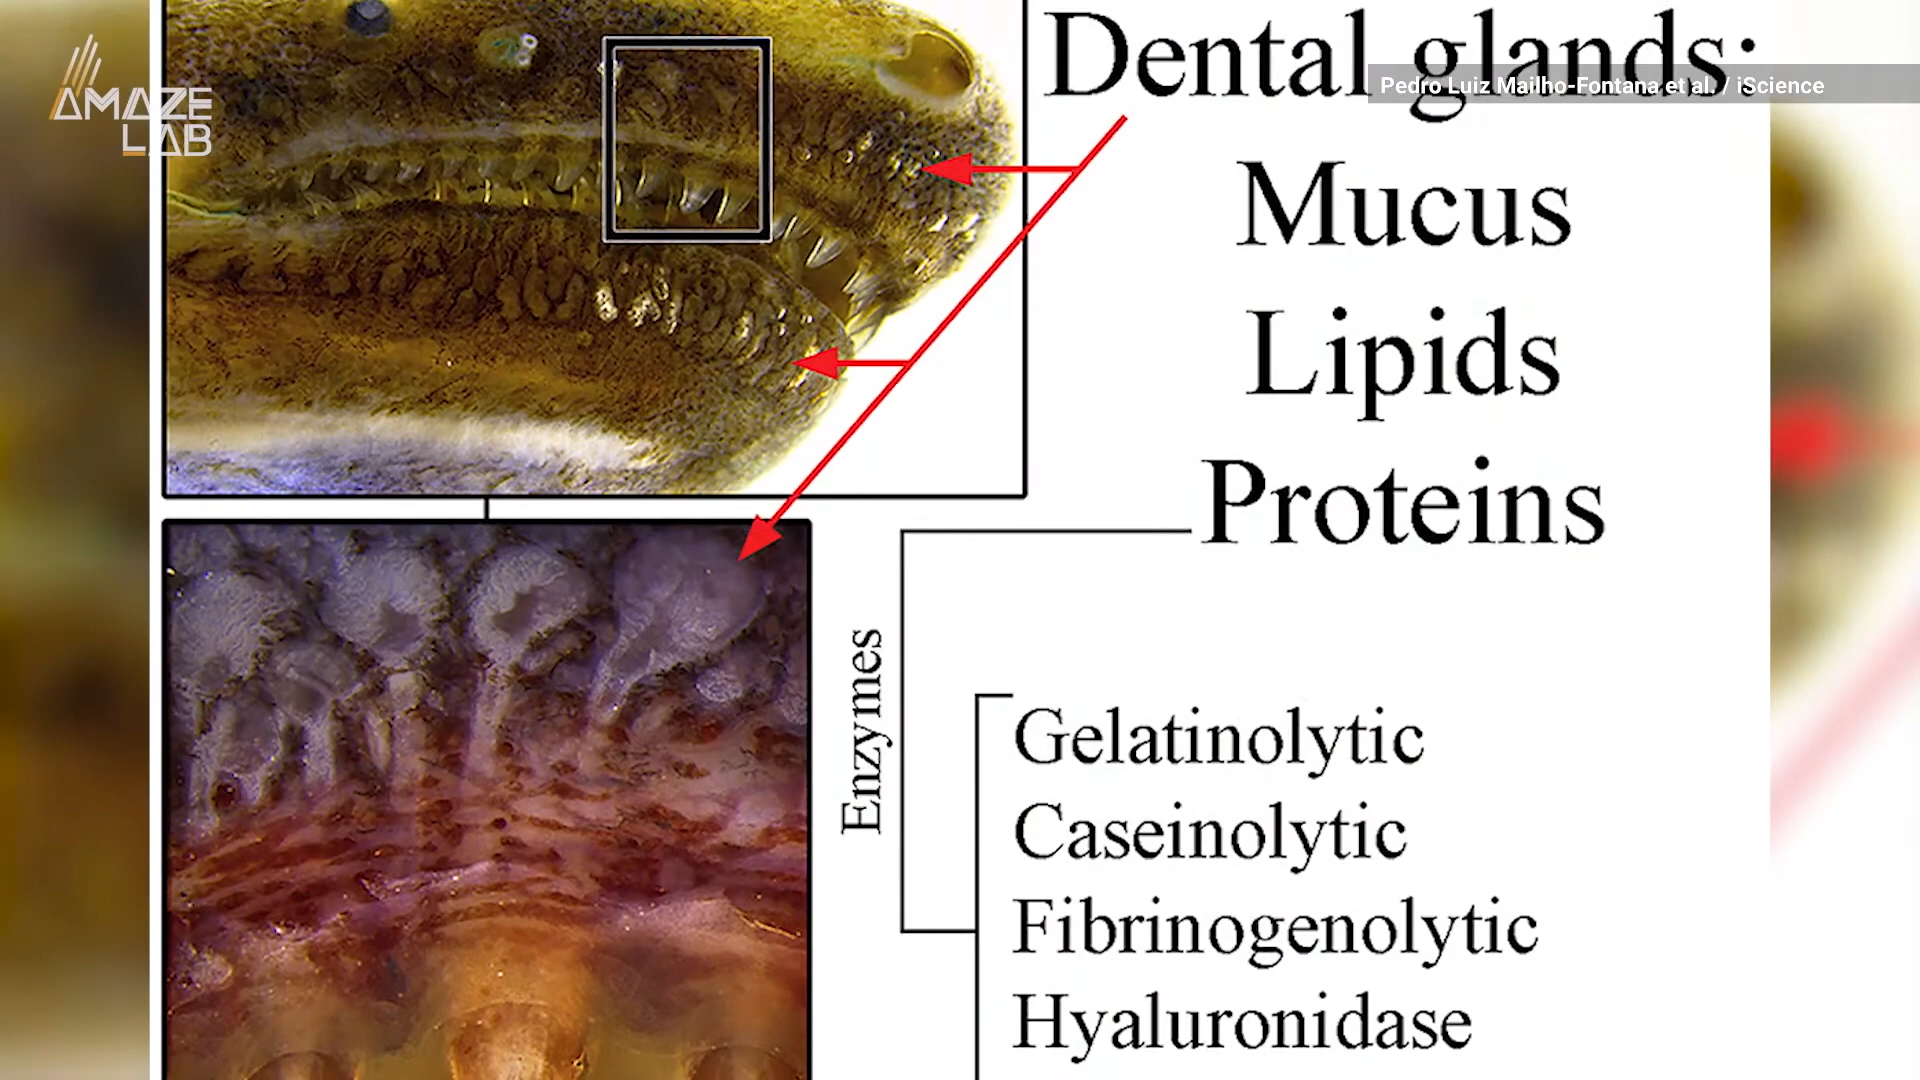 AMAZE
LAB
Dental glands:
Pedro Luiz Mailho-Fontana et al. / iScience
Mucus
Lipids
Proteins
Enzymes
Gelatinolytic
Caseinolytic
Fibrinogenolytic
Hyaluronidase